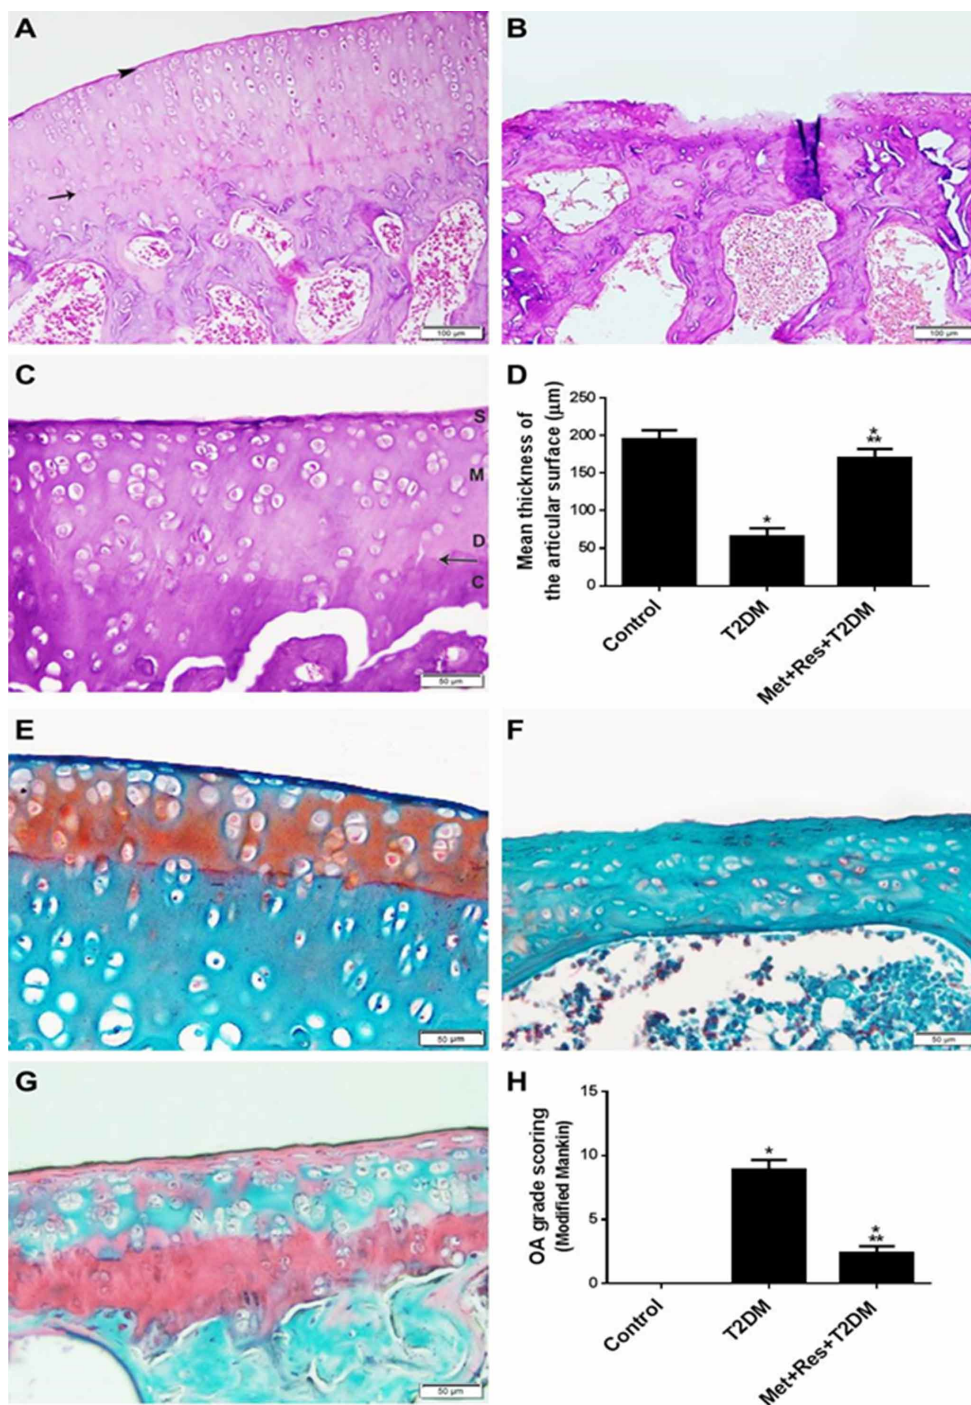 A
B
100 µm
100 µm
C
S
M
D
C
50 µm
D
Mean thickness of
the articular surface (µm)
250
200
150
100
50
0
*
*
**
Control
T2DM
Met+Res+T2DM
E
F
50 µm
50 µm
G
50 µm
H
OA grade scoring
(Modified Mankin)
15
10
5
0
*
*
**
Control
T2DM
Met+Res+T2DM